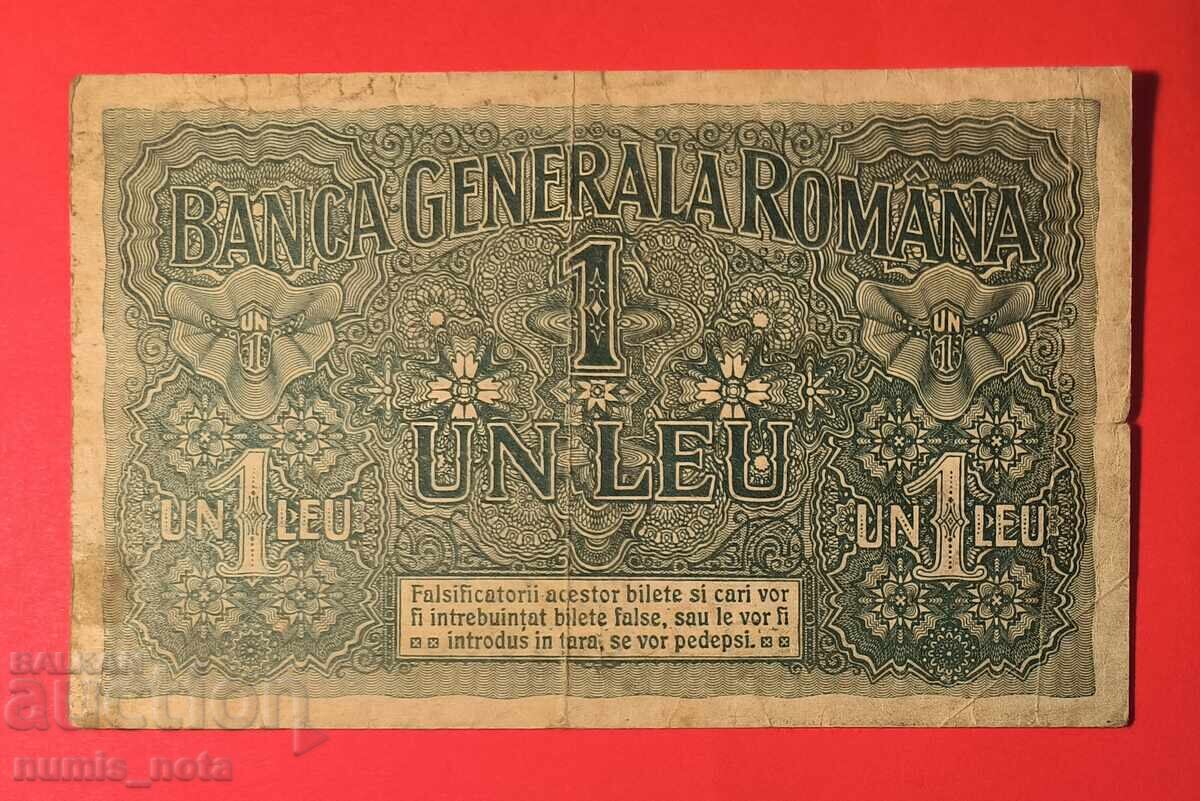 BANCA GENERALA ROMÂNA
UN
1
1
UN
1
UN LEU
UN 1 LEU
UN 1 LEU
Falsificatorii acestor bilete si cari vor
fi intrebuințat bilete false, sau le vor fi
introdus in țara, se vor pedepsi.
BALKAN
auction
numis_nota